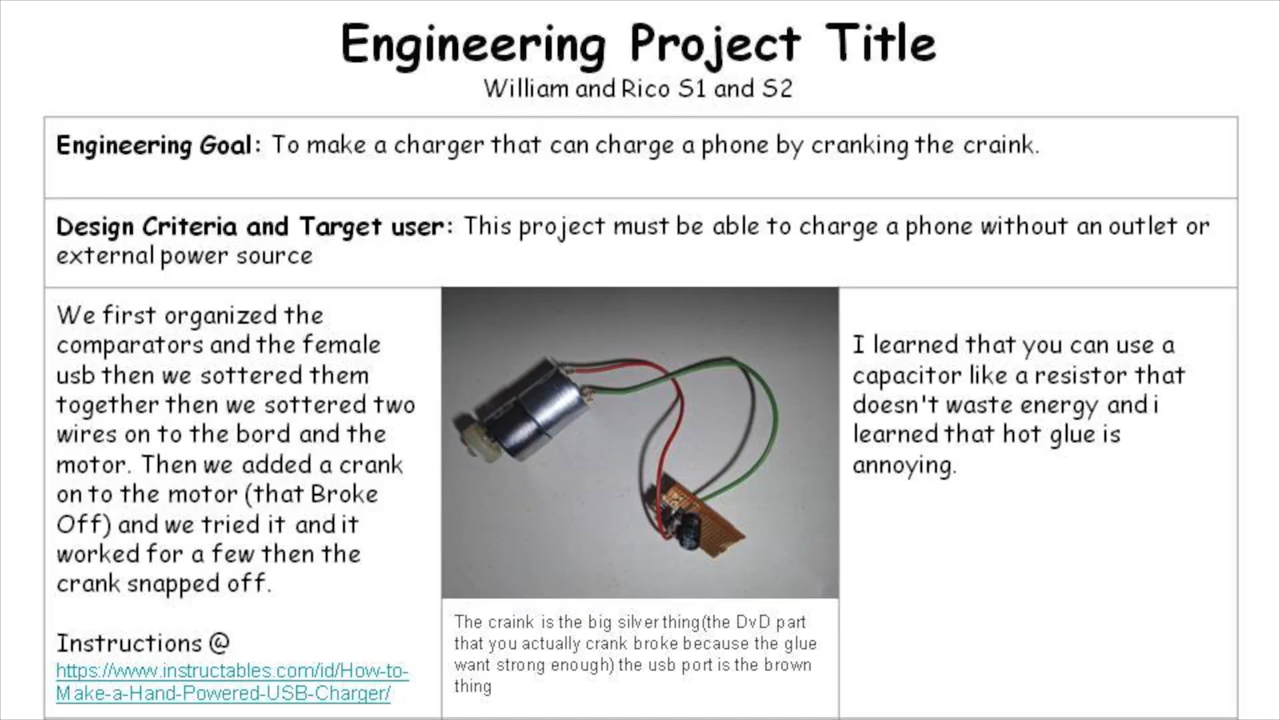 Engineering Project Title
William and Rico S1 and S2
Engineering Goal: To make a charger that can charge a phone by cranking the craink.
Design Criteria and Target user: This project must be able to charge a phone without an outlet or
external power source
We first organized the
comparators and the female
usb then we sottered them
together then we sottered two
wires on to the bord and the
motor. Then we added a crank
on to the motor (that Broke
Off) and we tried it and it
worked for a few then the
crank snapped off.
Instructions @
https://www.instructables.com/id/How-to-
Make-a-Hand-Powered-USB-Charger/
The craink is the big silver thing(the DvD part
that you actually crank broke because the glue
want strong enough) the usb port is the brown
thing
I learned that you can use a
capacitor like a resistor that
doesn't waste energy and i
learned that hot glue is
annoying.